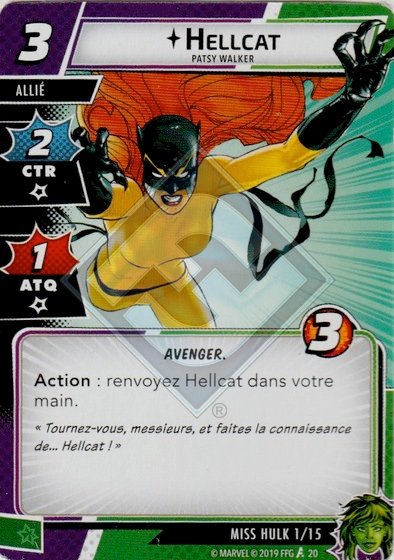 3
HELLCAT
PATSY WALKER
ALLIÉ
2
CTR
1
ATQ
3
AVENGER.
Action : renvoyez Hellcat dans votre
main.
« Tournez-vous, messieurs, et faites la connaissance
de... Hellcat ! »
®
MISS HULK 1/15
© MARVEL © 2019 FFG 20